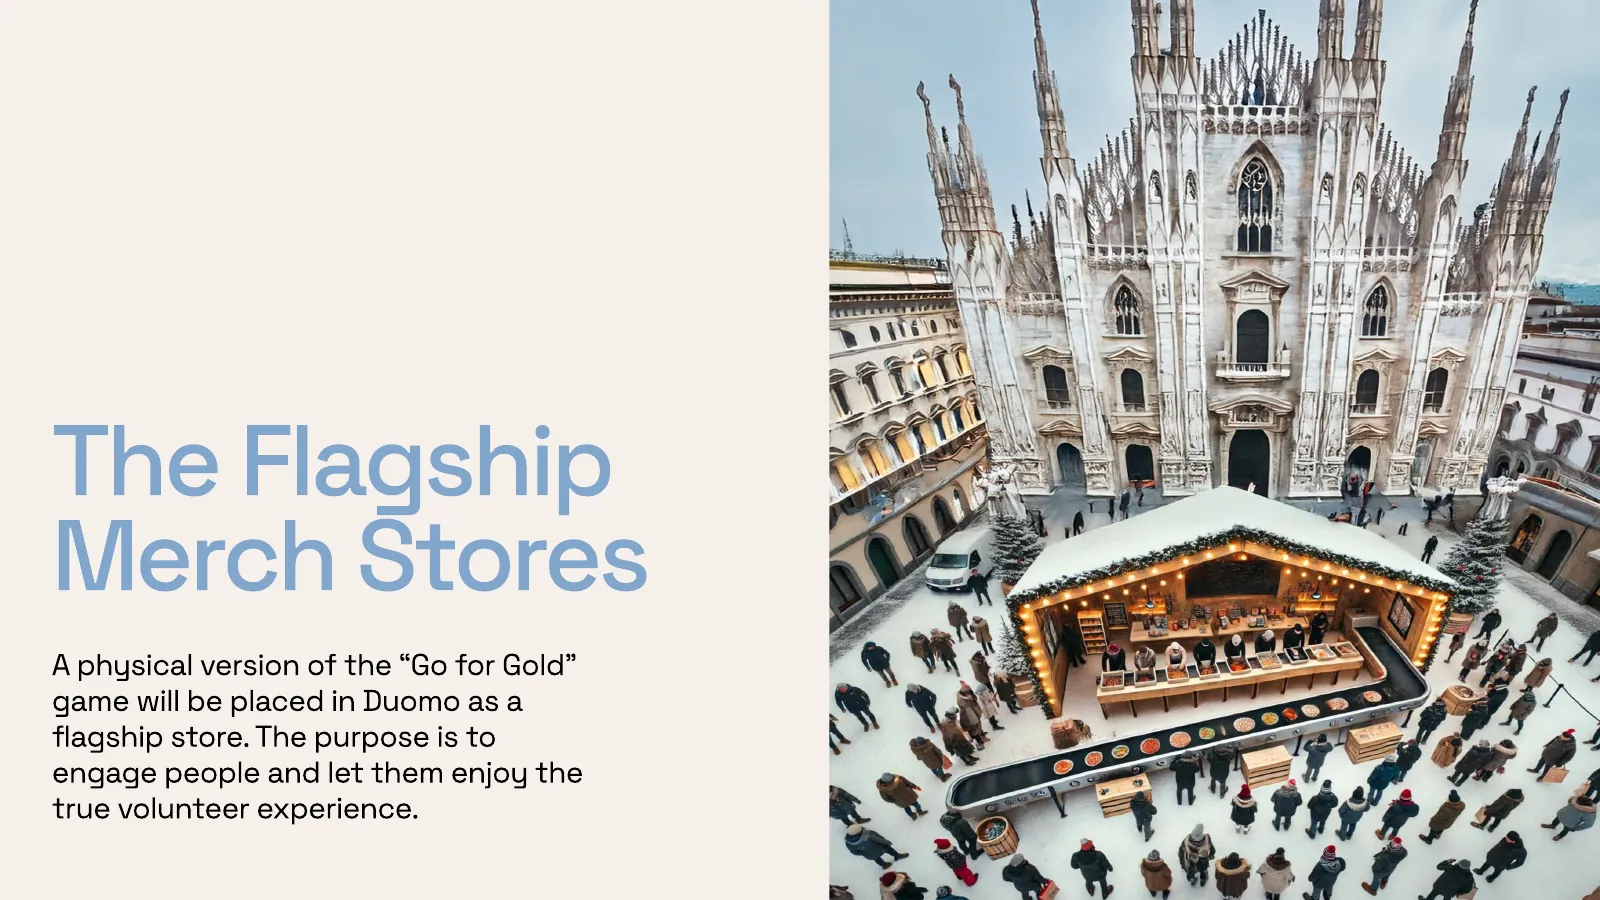 The Flagship
Merch Stores
A physical version of the “Go for Gold”
game will be placed in Duomo as a
flagship store. The purpose is to
engage people and let them enjoy the
true volunteer experience.